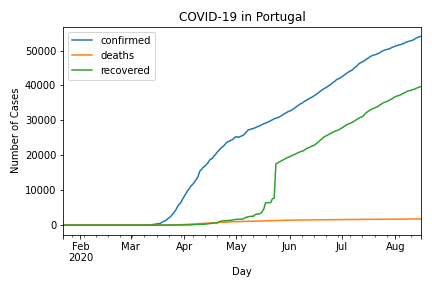 COVID-19 in Portugal
confirmed
deaths
recovered
Number of Cases
50000
40000
30000
20000
10000
0
Feb Mar Apr May Jun Jul Aug
2020
Day